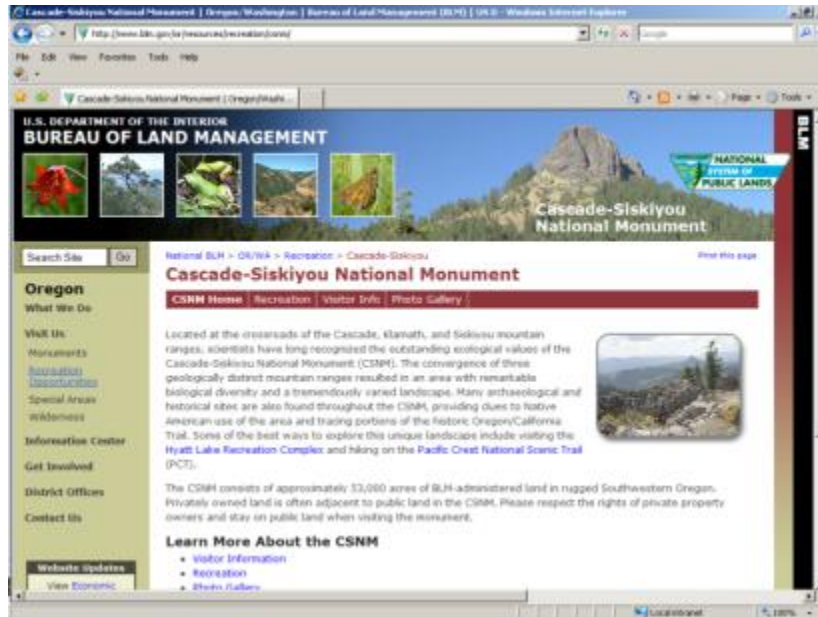 Cascade-Siskiyou National Monument | Oregon/Washington | Bureau of Land Management (BLM) | US D - Windows Internet Explorer
Google
File Edit View Favorites Tools Help
Cascade-Siskiyou National Monument | Oregon/Washi...
Page Tools
U.S. DEPARTMENT OF THE INTERIOR
BUREAU OF LAND MANAGEMENT
BLM
NATIONAL
SYSTEM OF
PUBLIC LANDS
Cascade-Siskiyou
National Monument
Search Site Go
National BLM > OR/WA > Recreation > Cascade-Siskiyou Print this page
Cascade-Siskiyou National Monument
CSNM Home Recreation Visitor Info Photo Gallery
Oregon
What We Do
Visit Us
Monuments
Recreation
Opportunities
Special Areas
Wilderness
Information Center
Get Involved
District Offices
Contact Us
Website Updates
View Economic
Located at the crossroads of the Cascade, Klamath, and Siskiyou mountain
ranges, scientists have long recognized the outstanding ecological values of the
Cascade-Siskiyou National Monument (CSNM). The convergence of three
geologically distinct mountain ranges resulted in an area with remarkable
biological diversity and a tremendously varied landscape. Many archaeological and
historical sites are also found throughout the CSNM, providing clues to Native
American use of the area and tracing portions of the historic Oregon/California
Trail. Some of the best ways to explore this unique landscape include visiting the
Hyatt Lake Recreation Complex and hiking on the Pacific Crest National Scenic Trail
(PCT).
The CSNM consists of approximately 53,000 acres of BLM-administered land in rugged Southwestern Oregon.
Privately owned land is often adjacent to public land in the CSNM. Please respect the rights of private property
owners and stay on public land when visiting the monument.
Learn More About the CSNM
Visitor Information
Recreation
Photo Gallery
Local intranet 100%